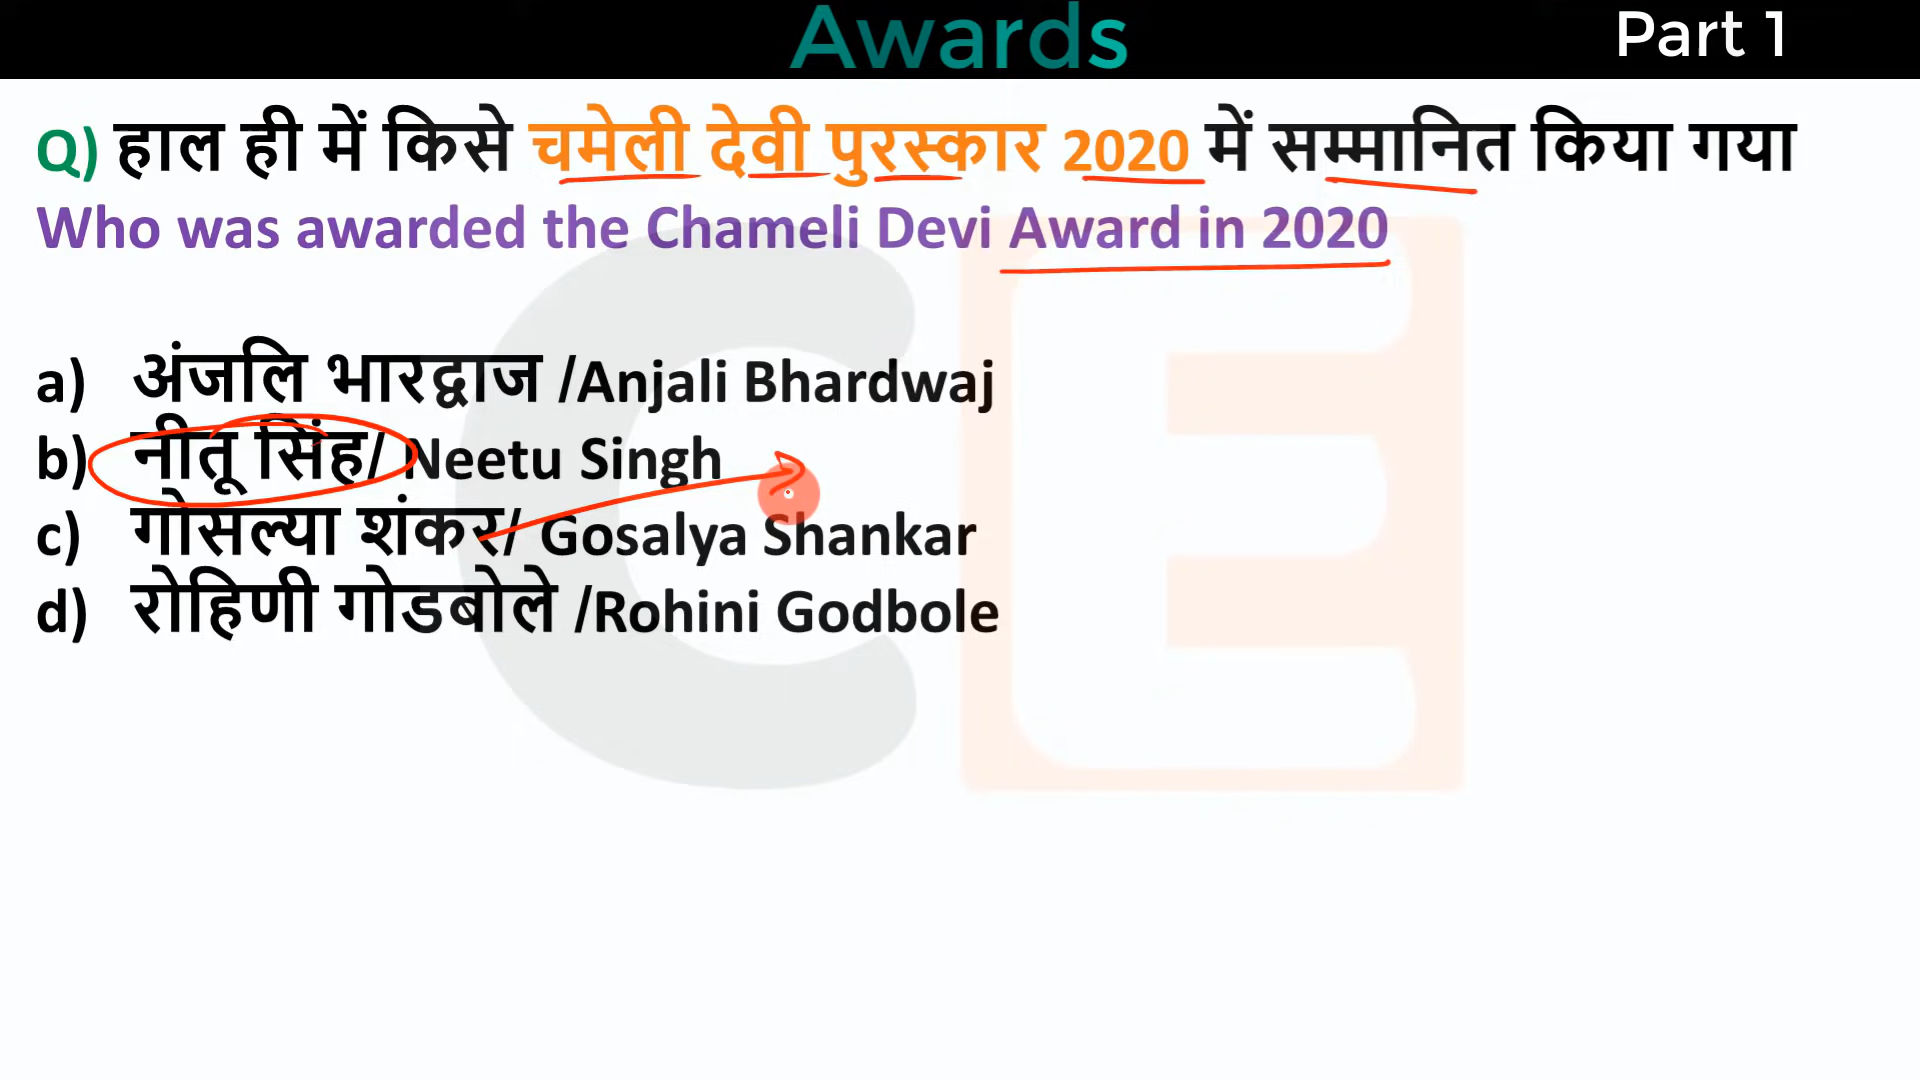 Awards
Part 1
Q) हाल ही में किसे चमेली देवी पुरस्कार 2020 में सम्मानित किया गया
Who was awarded the Chameli Devi Award in 2020
a) अंजलि भारद्वाज /Anjali Bhardwaj
b) नीतू सिंह/ Neetu Singh
c) गोसल्या शंकर/ Gosalya Shankar
d) रोहिणी गोडबोले /Rohini Godbole
CE